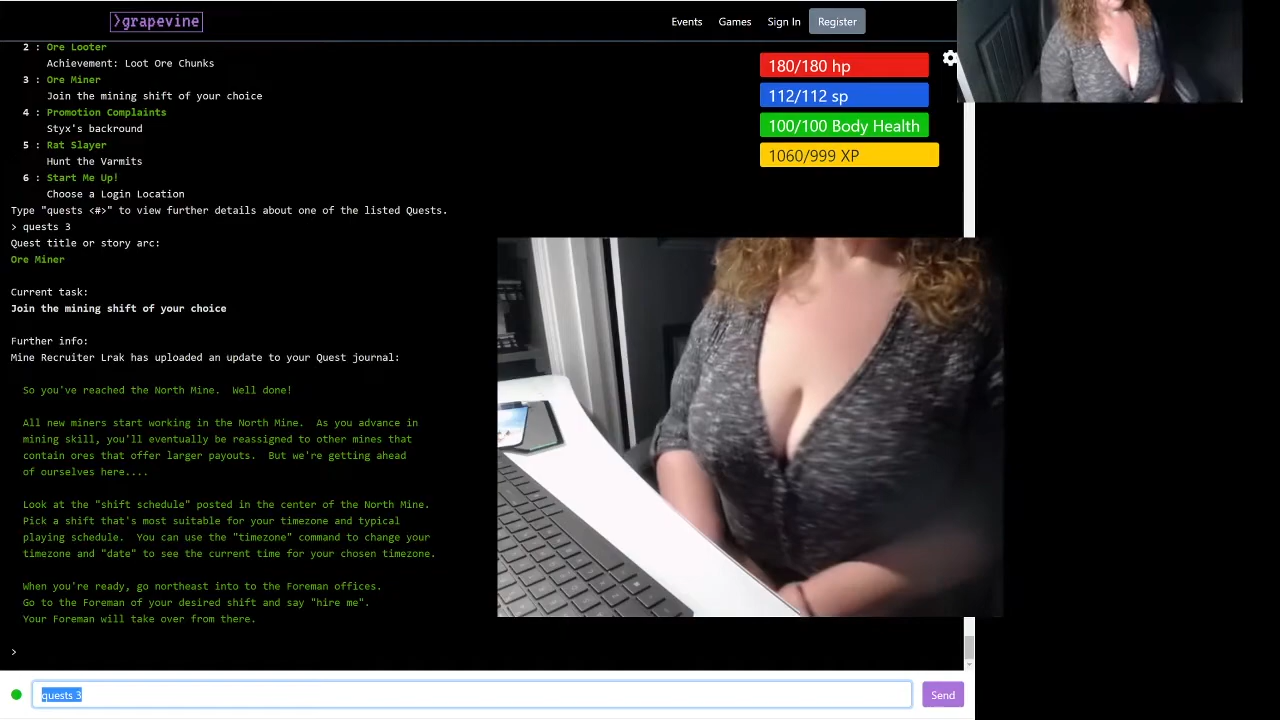 >grapevine
Events
Games
Sign In
Register
2 : Ore Looter
Achievement: Loot Ore Chunks
3 : Ore Miner
Join the mining shift of your choice
4 : Promotion Complaints
Styx's backround
5 : Rat Slayer
Hunt the Varmits
6 : Start Me Up!
Choose a Login Location
Type "quests <#>" to view further details about one of the listed Quests.
> quests 3
Quest title or story arc:
Ore Miner
Current task:
Join the mining shift of your choice
Further info:
Mine Recruiter Lrak has uploaded an update to your Quest journal:
So you've reached the North Mine.  Well done!
All new miners start working in the North Mine.  As you advance in
mining skill, you'll eventually be reassigned to other mines that
contain ores that offer larger payouts.  But we're getting ahead
of ourselves here....
Look at the "shift schedule" posted in the center of the North Mine.
Pick a shift that's most suitable for your timezone and typical
playing schedule.  You can use the "timezone" command to change your
timezone and "date" to see the current time for your chosen timezone.
When you're ready, go northeast into to the Foreman offices.
Go to the Foreman of your desired shift and say "hire me".
Your Foreman will take over from there.
>
180/180 hp
112/112 sp
100/100 Body Health
1060/999 XP
quests 3
Send